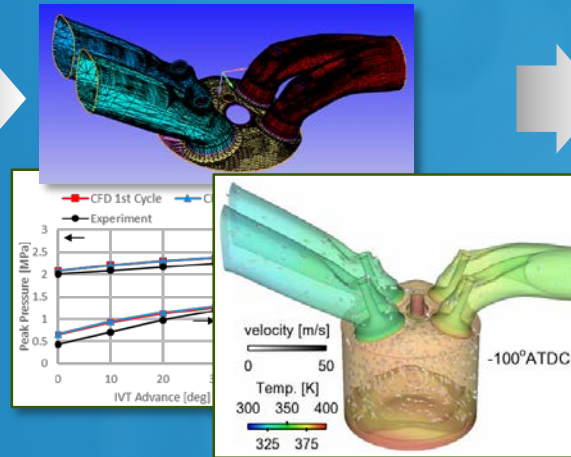 CFD 1st Cycle
Experiment
Peak Pressure [MPa]
3
2.5
2
1.5
1
0.5
0
0 10 20
IVT Advance [deg]
velocity [m/s]
0 50
Temp. [K]
300 350 400
325 375
-100°ATDC